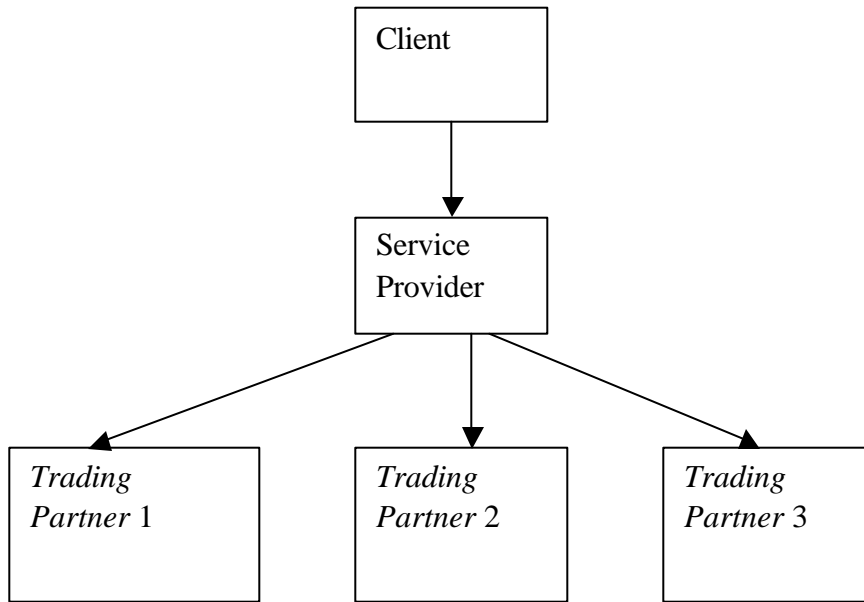 Client
Service
Provider
Trading
Partner 1
Trading
Partner 2
Trading
Partner 3